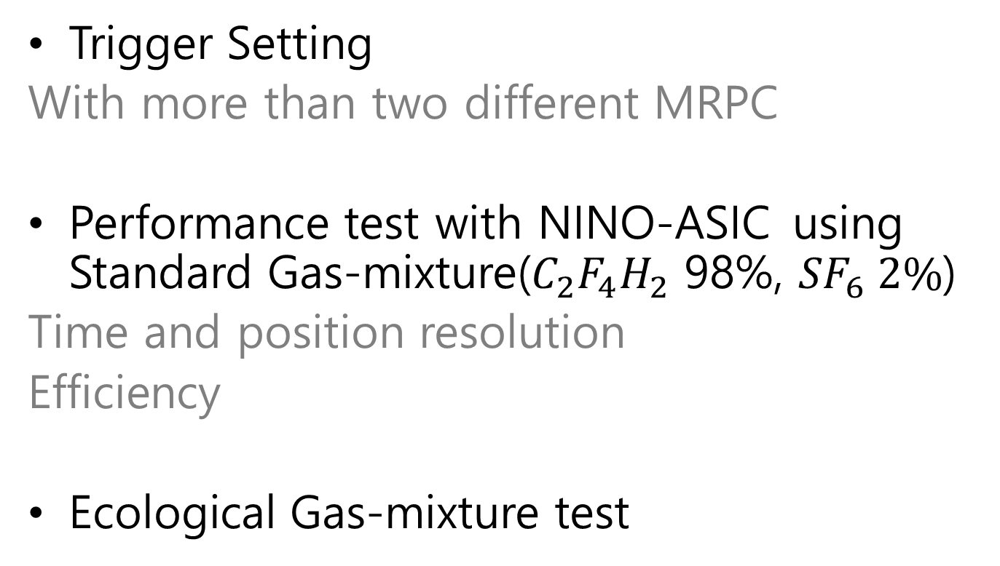 • Trigger Setting
With more than two different MRPC
• Performance test with NINO-ASIC using
Standard Gas-mixture($C_2F_4H_2$ 98%, $SF_6$ 2%)
Time and position resolution
Efficiency
• Ecological Gas-mixture test